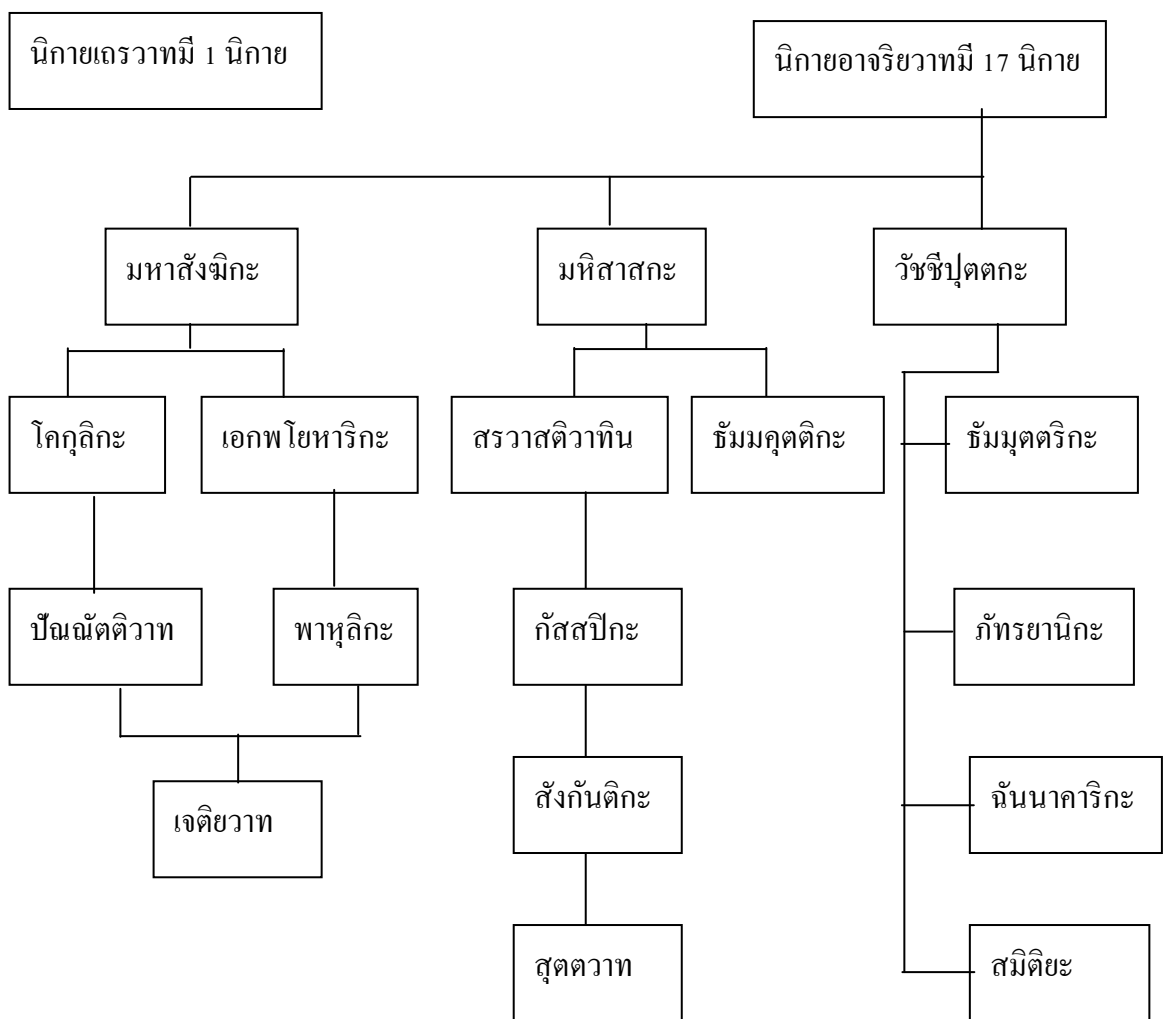 นิกายเถรวาทมี 1 นิกาย
นิกายอาจริยวาทมี 17 นิกาย
มหาสังฆิกะ
มหิสาสกะ
วัชชีปุตตกะ
โคกุลิกะ
เอกพโยหาริกะ
สรวาสติวาทิน
ธัมมคุตติกะ
ธัมมุตตริกะ
ปัณณัตติวาท
พาหุลิกะ
กัสสปิกะ
ภัทรยานิกะ
เจติยวาท
สังกันติกะ
ฉันนาคาริกะ
สุตตวาท
สมิติยะ